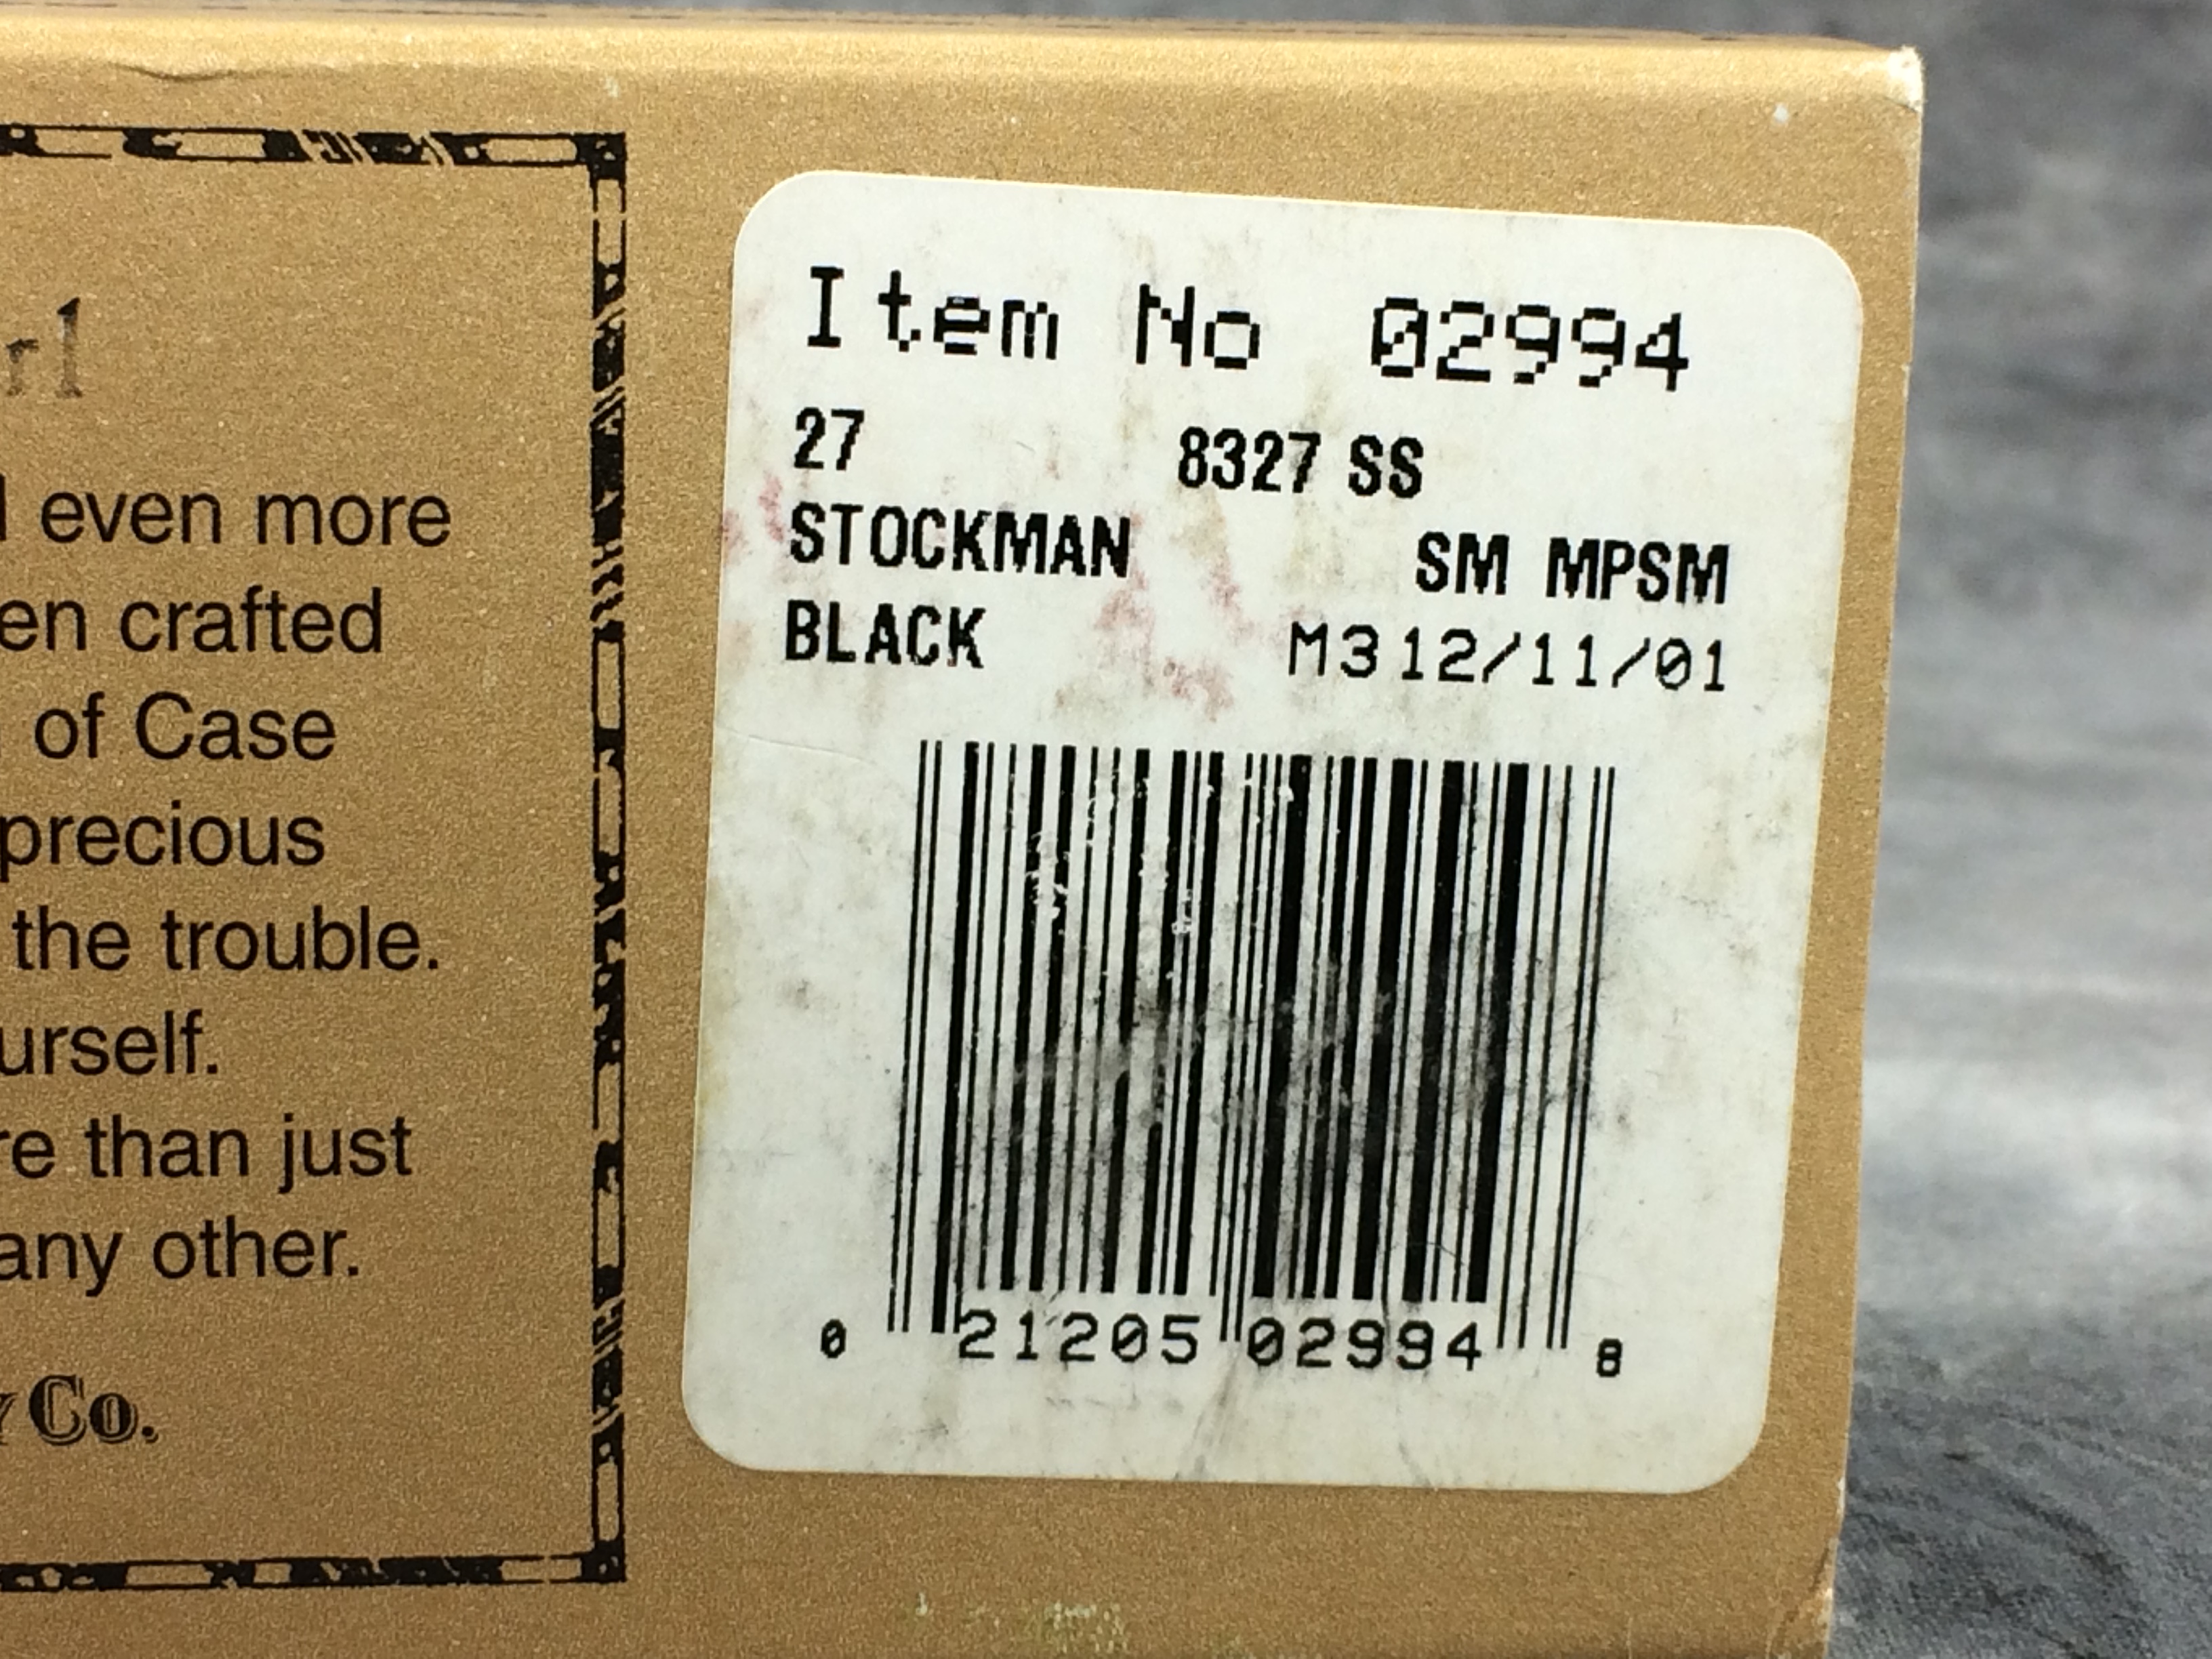 rl
even more
en crafted
of Case
precious
the trouble.
urself.
re than just
any other.
Co.
Item No 02994
27 8327 SS
STOCKMAN SM MPSM
BLACK M3 12/11/01
0 21205 02994 8